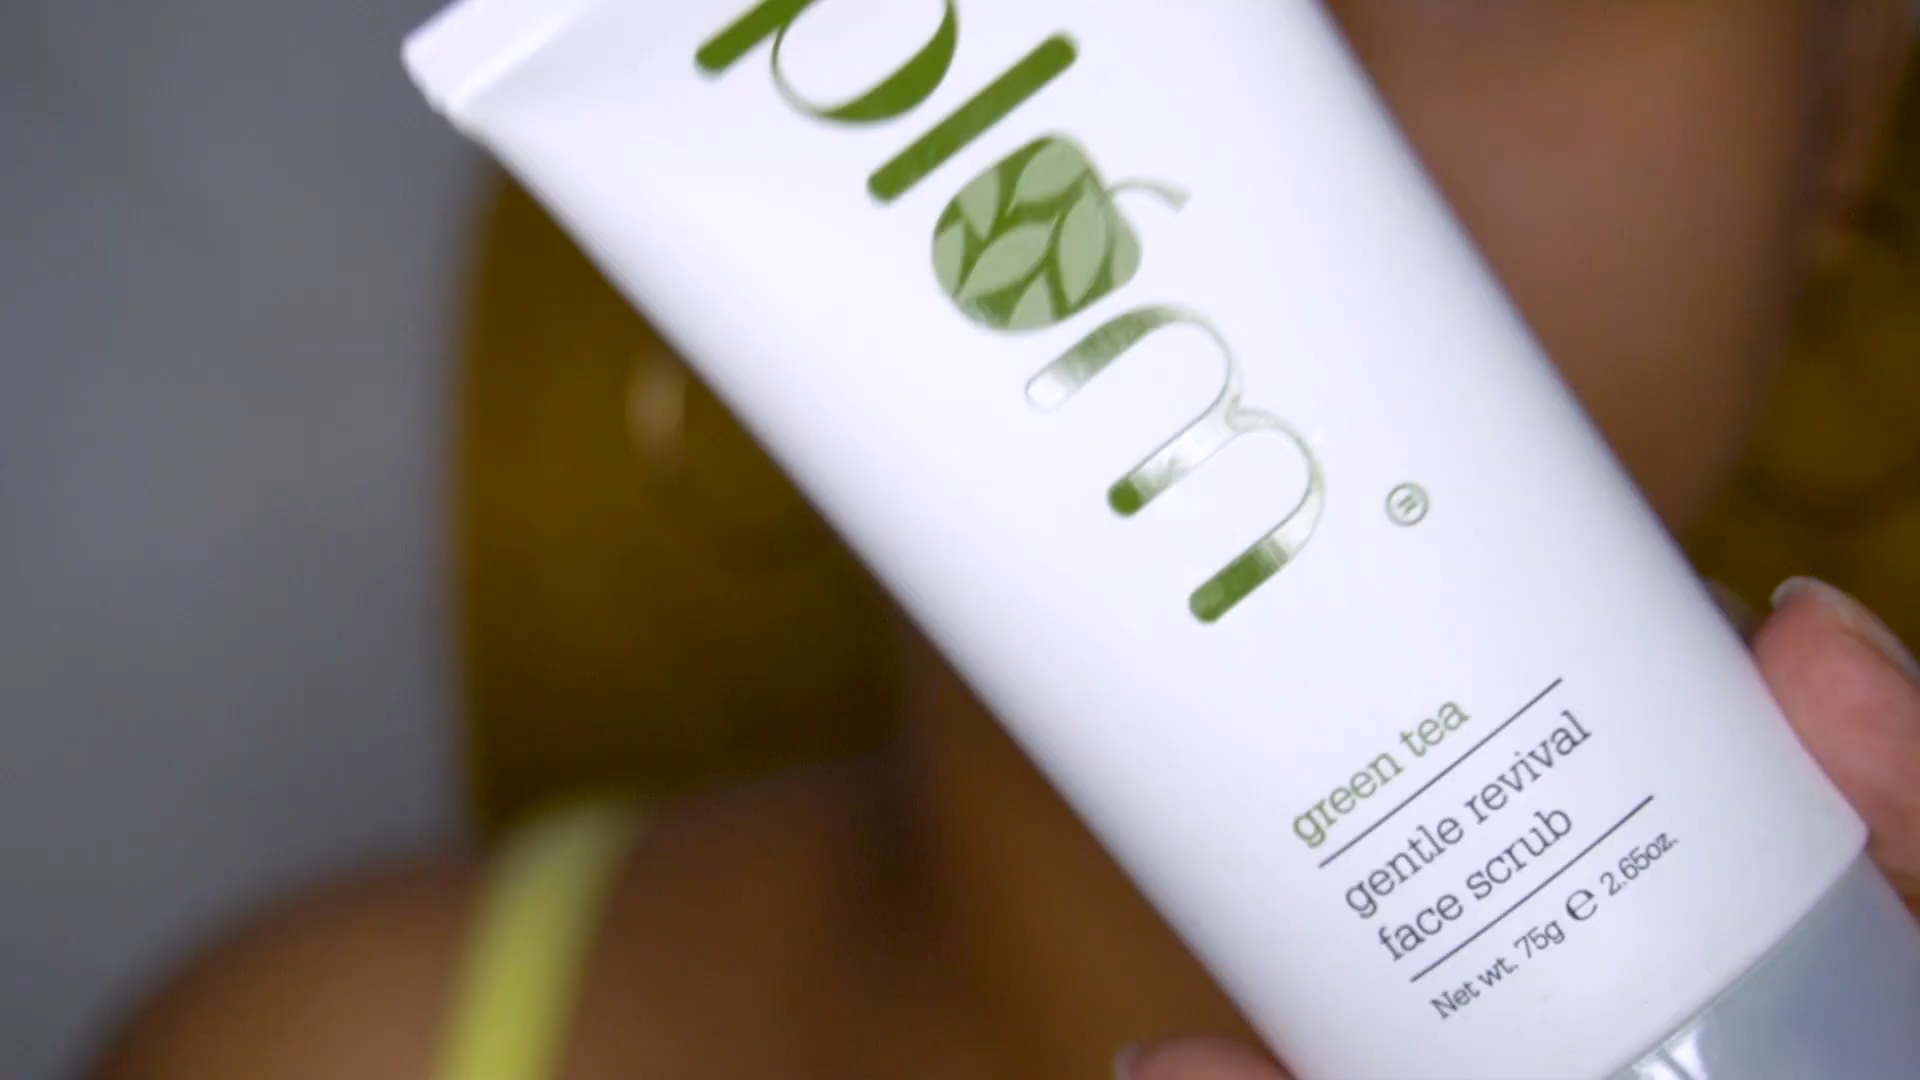 plum
green tea
gentle revival
face scrub
Net wt. 75g ℮ 2.65oz.